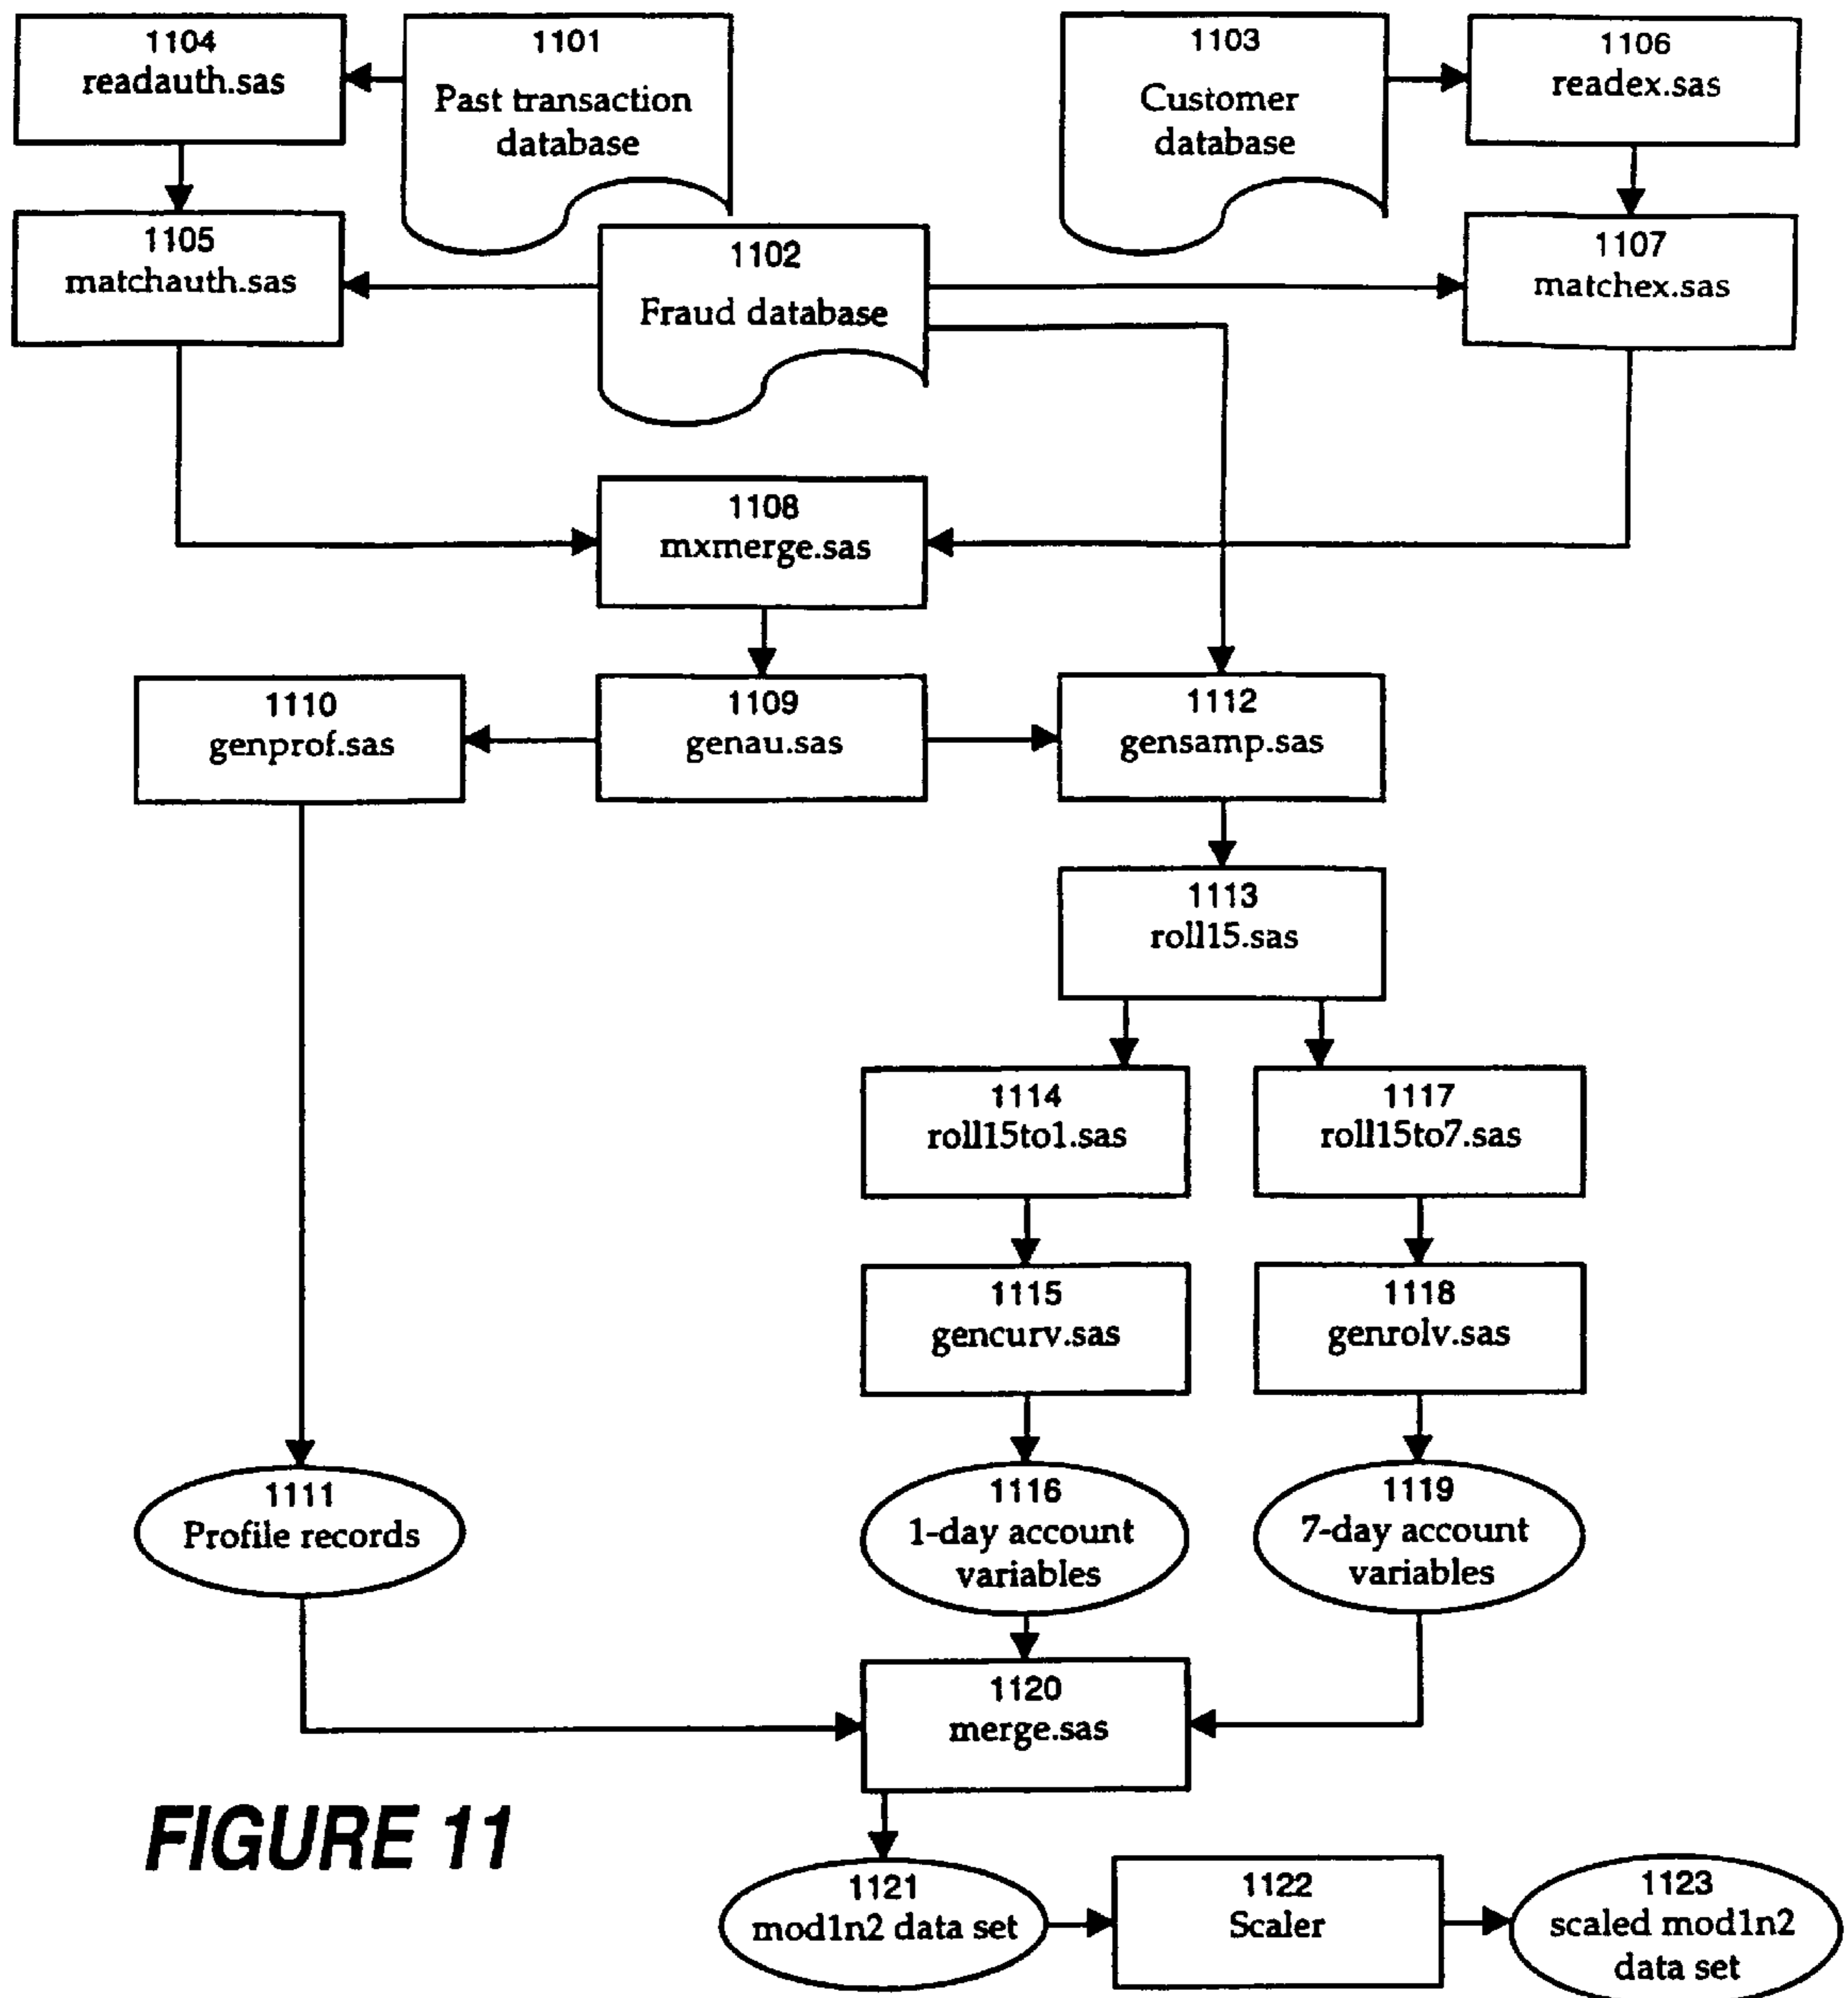 1104
readauth.sas
1101
Past transaction
database
1103
Customer
database
1106
readex.sas
1105
matchauth.sas
1102
Fraud database
1107
matchex.sas
1108
mxmerge.sas
1110
genprof.sas
1109
genau.sas
1112
gensamp.sas
1113
roll15.sas
1114
roll15to1.sas
1117
roll15to7.sas
1115
gencurv.sas
1118
genrolv.sas
1111
Profile records
1116
1-day account
variables
1119
7-day account
variables
1120
merge.sas
FIGURE 11
1121
mod1n2 data set
1122
Scaler
1123
scaled mod1n2
data set